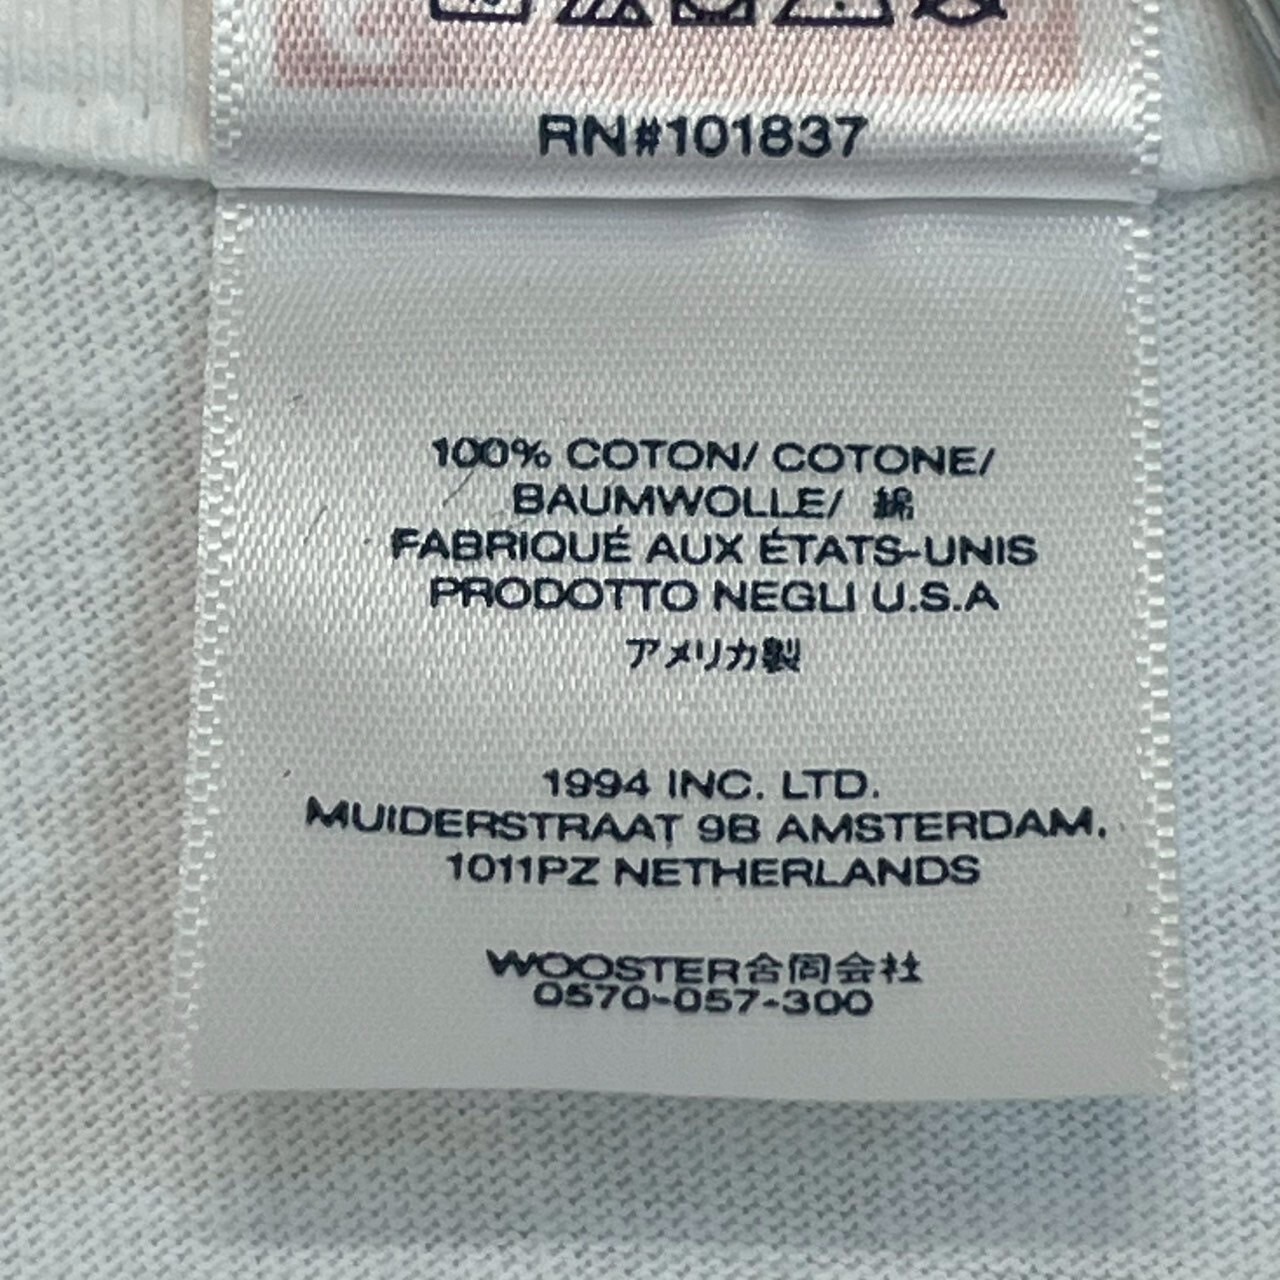 RN#101837
100% COTON/ COTONE/
BAUMWOLLE/ 綿
FABRIQUÉ AUX ÉTATS-UNIS
PRODOTTO NEGLI U.S.A
アメリカ製
1994 INC. LTD.
MUIDERSTRAAT 9B AMSTERDAM,
1011PZ NETHERLANDS
WOOSTER合同会社
0570-057-300